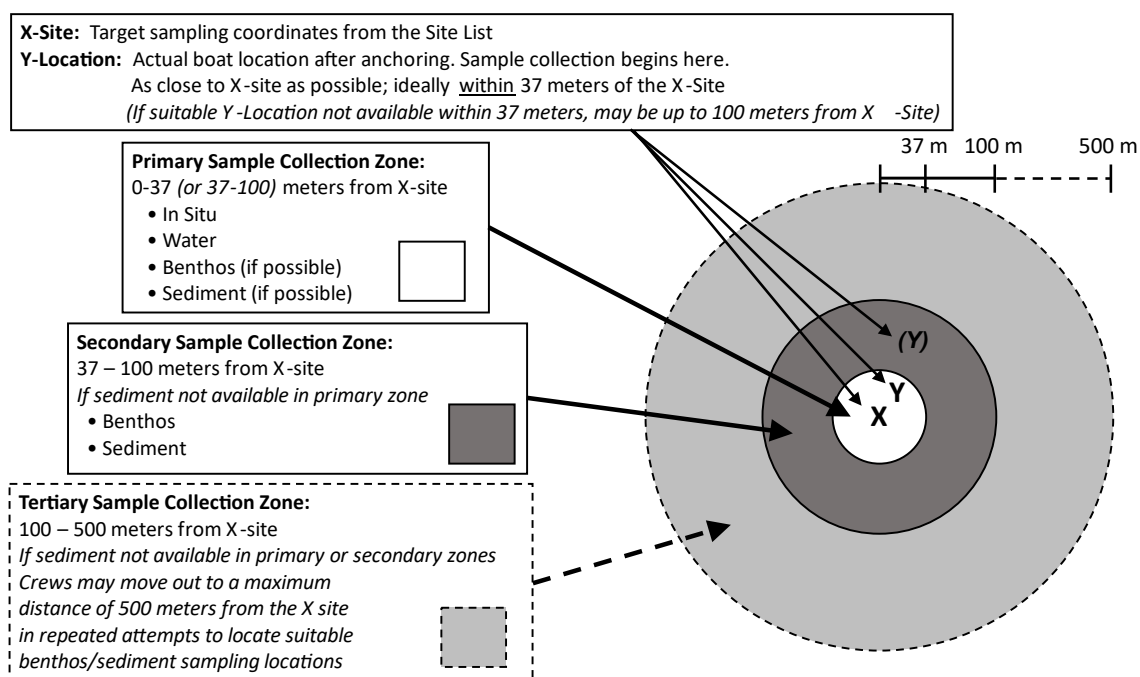 X-Site: Target sampling coordinates from the Site List
Y-Location: Actual boat location after anchoring. Sample collection begins here.
As close to X-site as possible; ideally within 37 meters of the X-Site
(If suitable Y -Location not available within 37 meters, may be up to 100 meters from X -Site)
37 m 100 m 500 m
Primary Sample Collection Zone:
0-37 (or 37-100) meters from X-site
• In Situ
• Water
• Benthos (if possible)
• Sediment (if possible)
Secondary Sample Collection Zone:
37 – 100 meters from X-site
If sediment not available in primary zone
• Benthos
• Sediment
(Y)
Y
X
Tertiary Sample Collection Zone:
100 – 500 meters from X-site
If sediment not available in primary or secondary zones
Crews may move out to a maximum
distance of 500 meters from the X site
in repeated attempts to locate suitable
benthos/sediment sampling locations